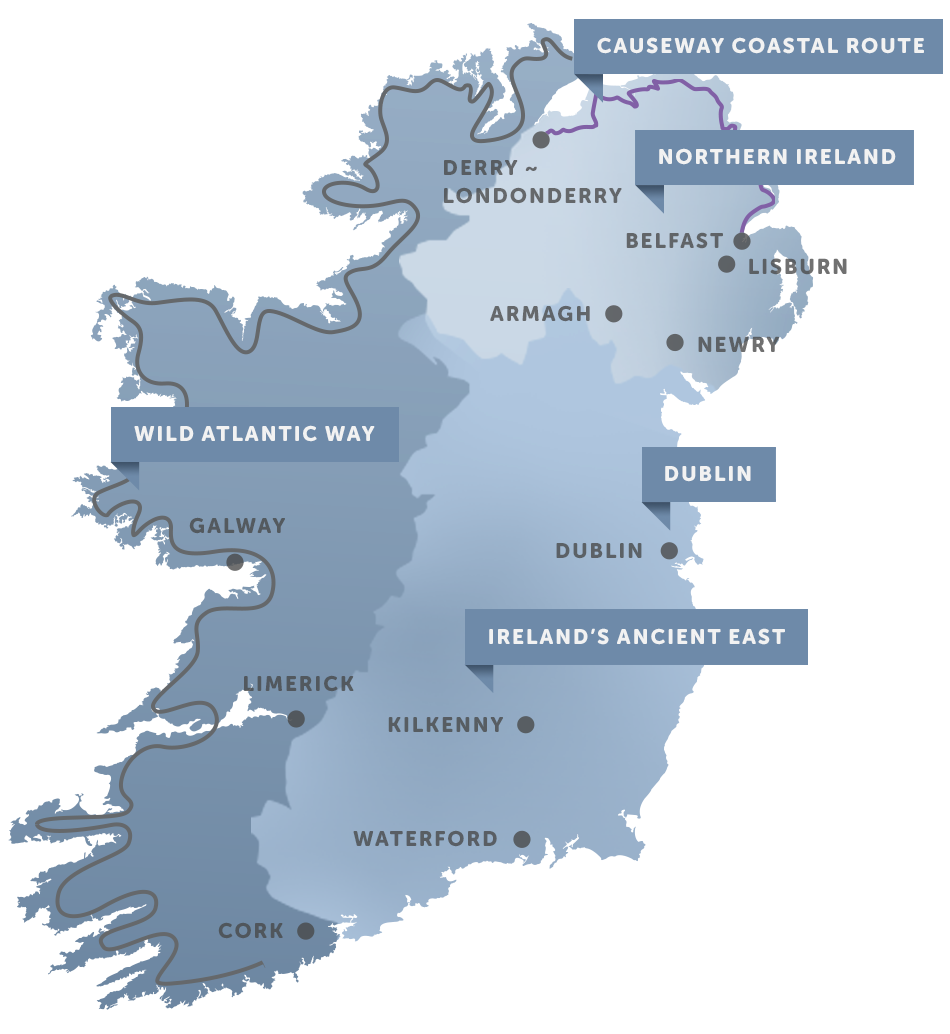 CAUSEWAY COASTAL ROUTE
DERRY ~
LONDONDERRY
NORTHERN IRELAND
BELFAST
LISBURN
ARMAGH
NEWRY
WILD ATLANTIC WAY
DUBLIN
GALWAY
DUBLIN
IRELAND'S ANCIENT EAST
LIMERICK
KILKENNY
WATERFORD
CORK